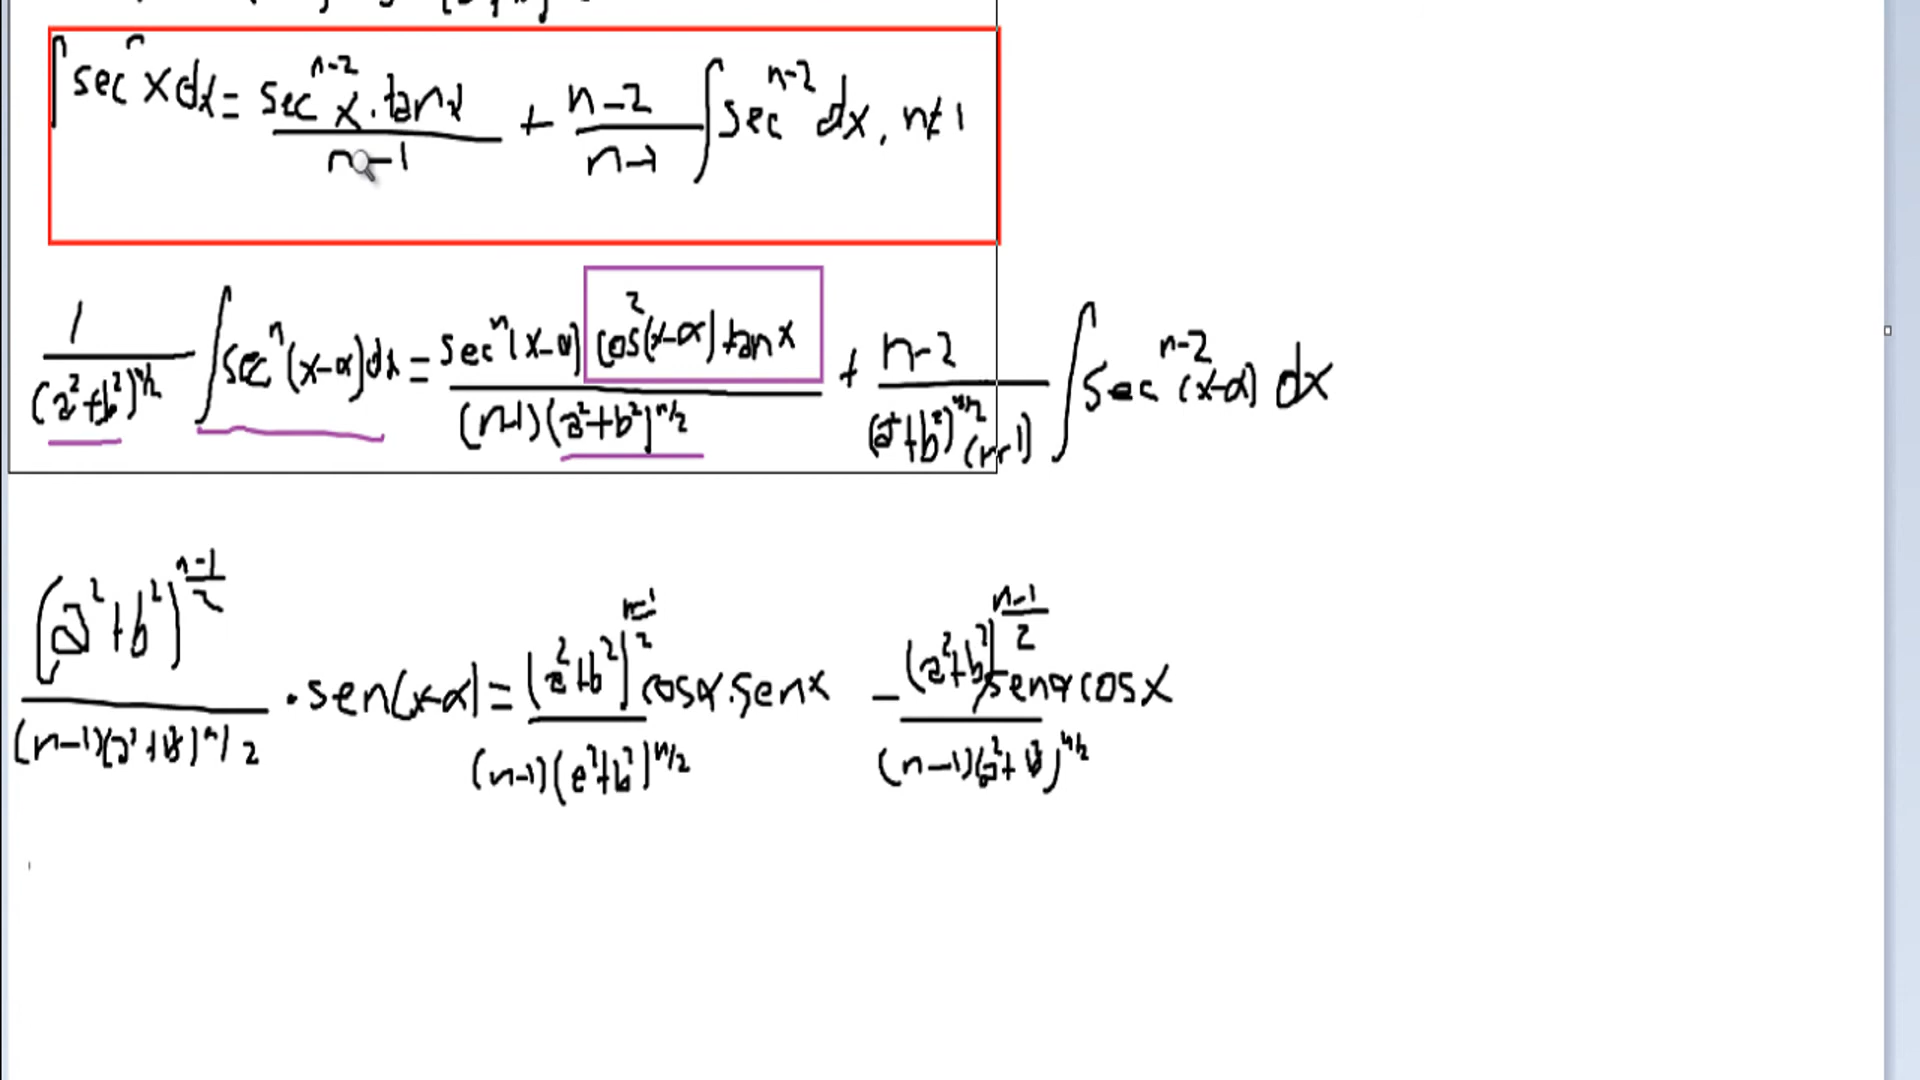 ∫ sec^n x dx = (sec^{n-2} x . tan x)/(n-1) + (n-2)/(n-1) ∫ sec^{n-2} dx, n≠1
1/(a²+b²)^{n/2} ∫ sec^n (x-α) dx = (sec^n (x-α) cos²(x-α) tan x)/((n-1)(a²+b²)^{n/2}) + (n-2)/((a²+b²)^{n/2} (n-1)) ∫ sec^{n-2} (x-α) dx
(a²+b²)^{(n-1)/2}/((n-1)(a²+b²)^{n/2}) . sen(x-α) = (a²+b²)^{(n-1)/2}/((n-1)(a²+b²)^{n/2}) cosα.senx - (a²+b²)^{(n-1)/2}/((n-1)(a²+b²)^{n/2}) senα cosx